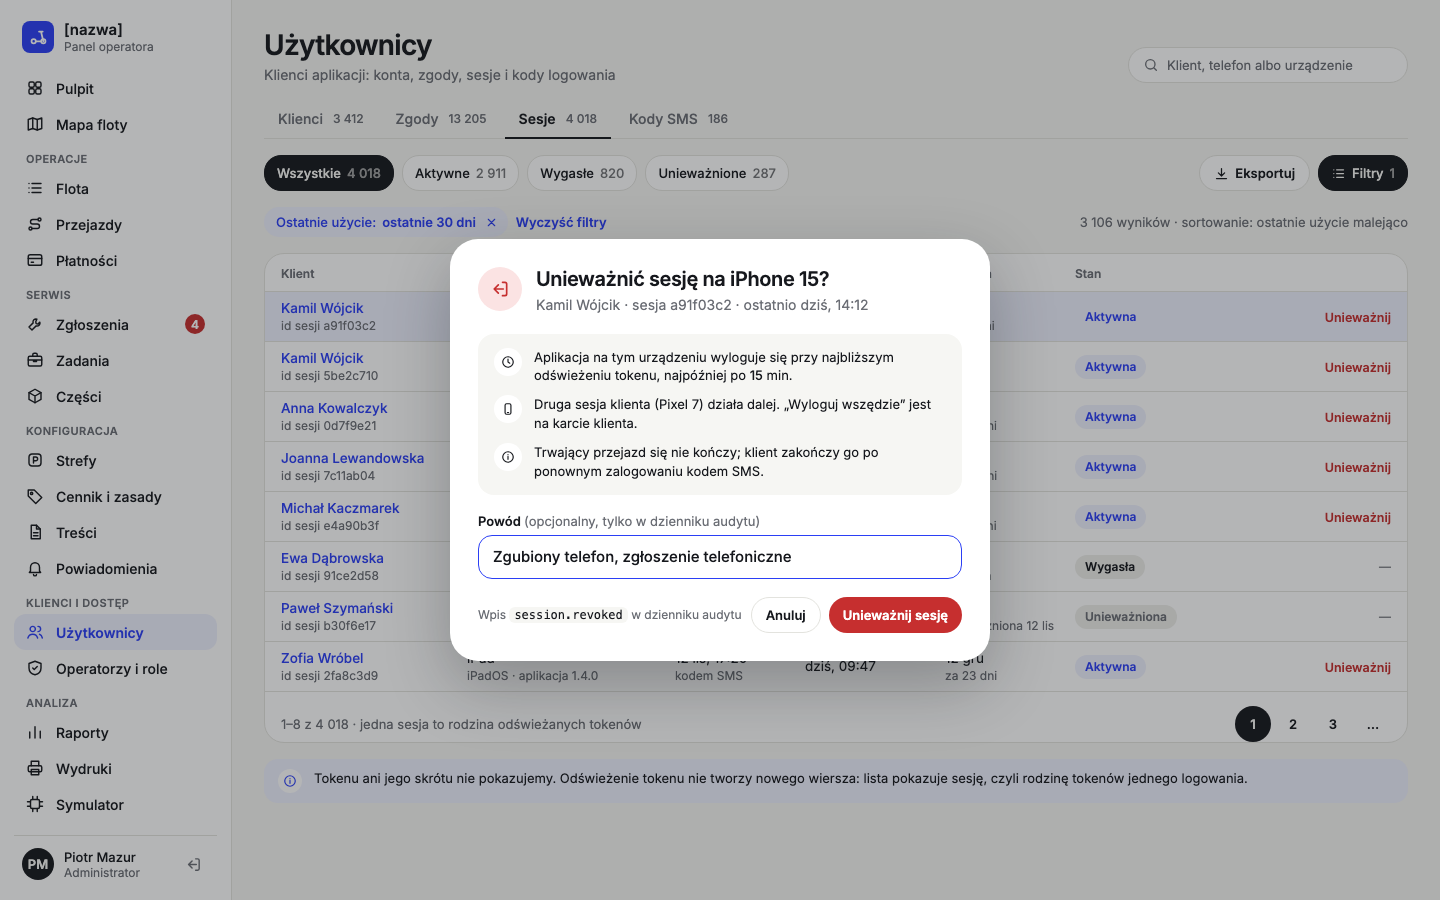 [nazwa]
Panel operatora
Pulpit
Mapa floty
OPERACJE
Flota
Przejazdy
Płatności
SERWIS
Zgłoszenia 4
Zadania
Części
KONFIGURACJA
Strefy
Cennik i zasady
Treści
Powiadomienia
KLIENCI I DOSTĘP
Użytkownicy
Operatorzy i role
ANALIZA
Raporty
Wydruki
Symulator
PM Piotr Mazur
Administrator
Użytkownicy
Klienci aplikacji: konta, zgody, sesje i kody logowania
Klient, telefon albo urządzenie
Klienci 3 412 Zgody 13 205 Sesje 4 018 Kody SMS 186
Wszystkie 4 018 Aktywne 2 911 Wygasłe 820 Unieważnione 287 Eksportuj Filtry 1
Ostatnie użycie: ostatnie 30 dni Wyczyść filtry 3 106 wyników · sortowanie: ostatnie użycie malejąco
Klient Stan
Kamil Wójcik
id sesji a91f03c2 Aktywna Unieważnij
Kamil Wójcik
id sesji 5be2c710 Aktywna Unieważnij
Anna Kowalczyk
id sesji 0d7f9e21 Aktywna Unieważnij
Joanna Lewandowska
id sesji 7c11ab04 Aktywna Unieważnij
Michał Kaczmarek
id sesji e4a90b3f Aktywna Unieważnij
Ewa Dąbrowska
id sesji 91ce2d58 Wygasła —
Paweł Szymański
id sesji b30f6e17 12 lis Unieważniona —
Zofia Wróbel
id sesji 2fa8c3d9 iPadOS · aplikacja 1.4.0 kodem SMS dziś, 09:47 za 23 dni Aktywna Unieważnij
1–8 z 4 018 · jedna sesja to rodzina odświeżanych tokenów 1 2 3 ...
Tokenu ani jego skrótu nie pokazujemy. Odświeżenie tokenu nie tworzy nowego wiersza: lista pokazuje sesję, czyli rodzinę tokenów jednego logowania.
Unieważnić sesję na iPhone 15?
Kamil Wójcik · sesja a91f03c2 · ostatnio dziś, 14:12
Aplikacja na tym urządzeniu wyloguje się przy najbliższym
odświeżeniu tokenu, najpóźniej po 15 min.
Druga sesja klienta (Pixel 7) działa dalej. „Wyloguj wszędzie” jest
na karcie klienta.
Trwający przejazd się nie kończy; klient zakończy go po
ponownym zalogowaniu kodem SMS.
Powód (opcjonalny, tylko w dzienniku audytu)
Zgubiony telefon, zgłoszenie telefoniczne
Wpis session.revoked w dzienniku audytu Anuluj Unieważnij sesję